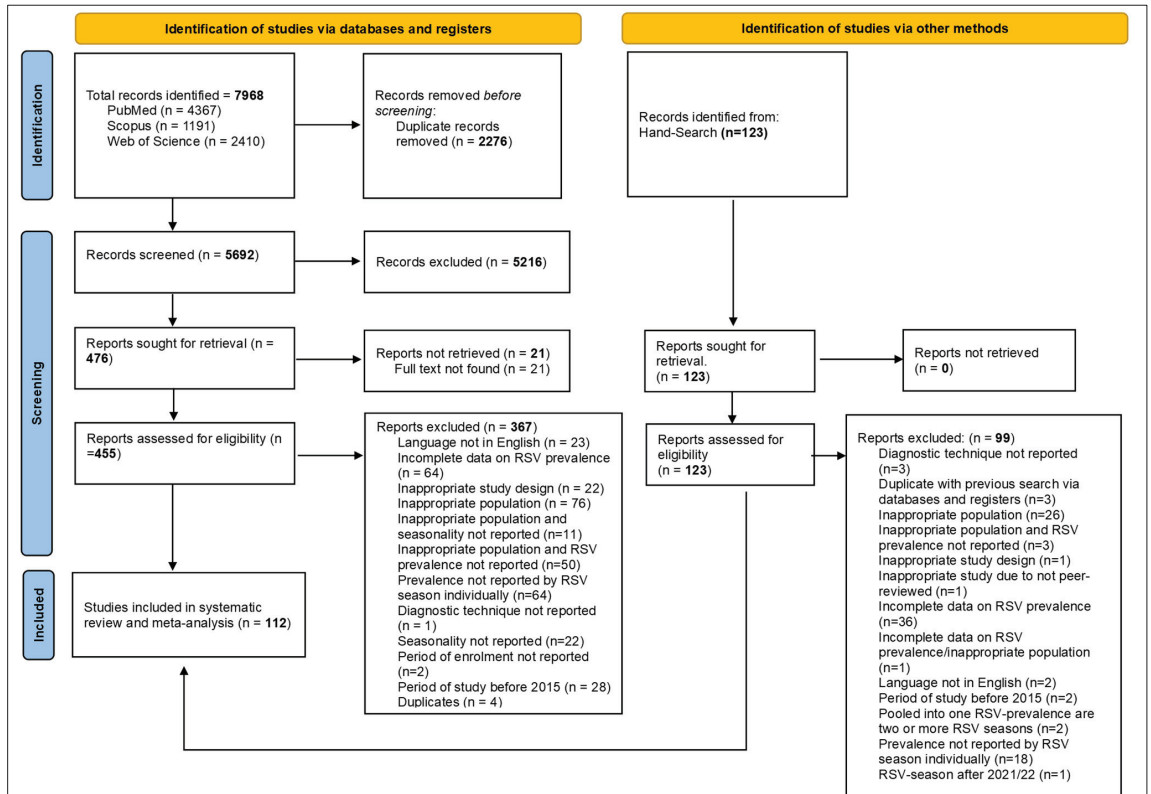 Identification of studies via databases and registers
Identification of studies via other methods
Identification
Total records identified = 7968
PubMed (n = 4367)
Scopus (n = 1191)
Web of Science (n = 2410)
Records removed before
screening:
Duplicate records
removed (n = 2276)
Records identified from:
Hand-Search (n=123)
Screening
Records screened (n = 5692)
Records excluded (n = 5216)
Reports sought for retrieval (n =
476)
Reports not retrieved (n = 21)
Full text not found (n = 21)
Reports sought for
retrieval.
(n = 123)
Reports not retrieved
(n = 0)
Reports assessed for eligibility (n
=455)
Reports excluded (n = 367)
Language not in English (n = 23)
Incomplete data on RSV prevalence
(n = 64)
Inappropriate study design (n = 22)
Inappropriate population (n = 76)
Inappropriate population and
seasonality not reported (n=11)
Inappropriate population and RSV
prevalence not reported (n=50)
Prevalence not reported by RSV
season individually (n=64)
Diagnostic technique not reported
(n = 1)
Seasonality not reported (n=22)
Period of enrolment not reported
(n=2)
Period of study before 2015 (n = 28)
Duplicates (n = 4)
Reports assessed for
eligibility
(n = 123)
Reports excluded: (n = 99)
Diagnostic technique not reported
(n=3)
Duplicate with previous search via
databases and registers (n=3)
Inappropriate population (n=26)
Inappropriate population and RSV
prevalence not reported (n=3)
Inappropriate study design (n=1)
Inappropriate study due to not peer-
reviewed (n=1)
Incomplete data on RSV prevalence
(n=36)
Incomplete data on RSV
prevalence/inappropriate population
(n=1)
Language not in English (n=2)
Period of study before 2015 (n=2)
Pooled into one RSV-prevalence are
two or more RSV seasons (n=2)
Prevalence not reported by RSV
season individually (n=18)
RSV-season after 2021/22 (n=1)
Included
Studies included in systematic
review and meta-analysis (n = 112)